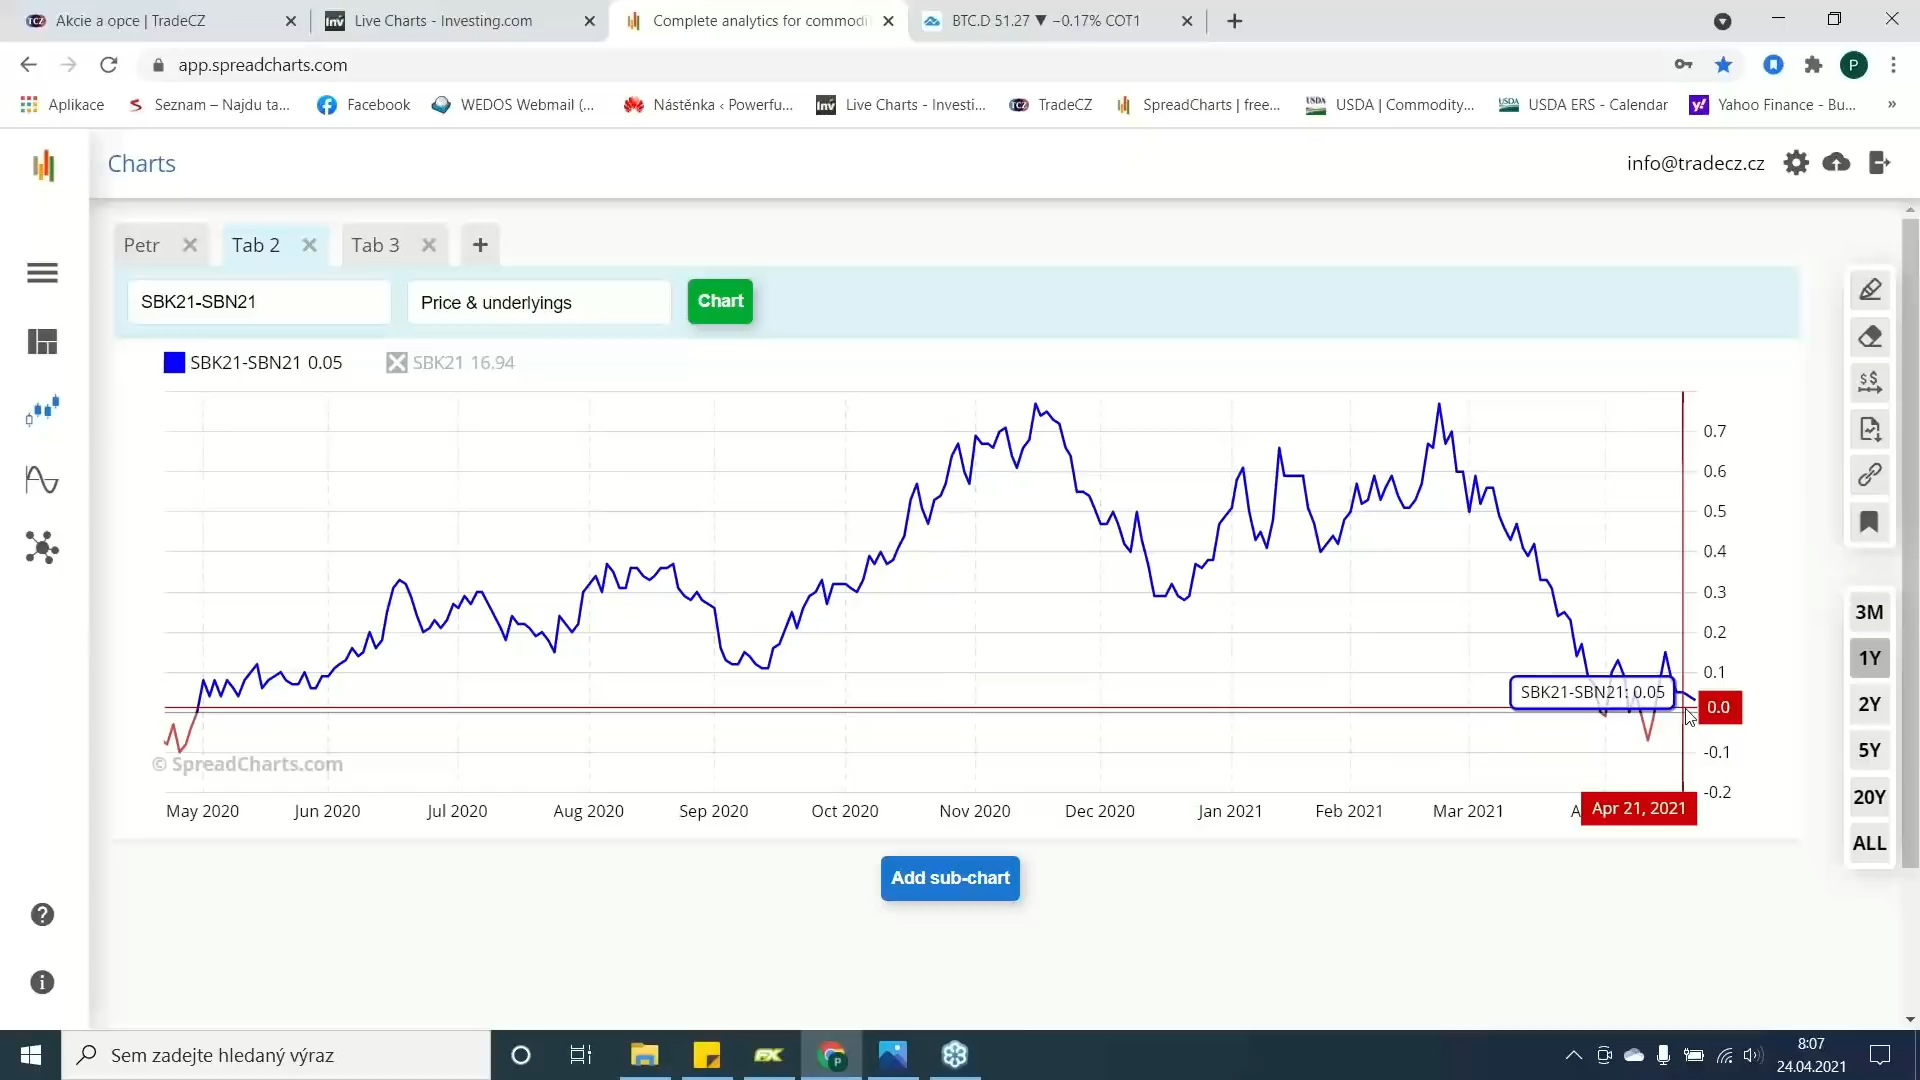 Akcie a opce | TradeCZ
Live Charts - Investing.com
Complete analytics for commodi
BTC.D 51.27 ▼ −0.17% COT1
app.spreadcharts.com
P
Aplikace
Seznam – Najdu ta...
Facebook
WEDOS Webmail (...
Nástěnka ‹ Powerfu...
Live Charts - Investi...
TradeCZ
SpreadCharts | free...
USDA | Commodity...
USDA ERS - Calendar
Yahoo Finance - Bu...
»
Charts
info@tradecz.cz
Petr
Tab 2
Tab 3
SBK21-SBN21
Price & underlyings
Chart
SBK21-SBN21 0.05
SBK21 16.94
0.7
0.6
0.5
0.4
0.3
0.2
0.1
SBK21-SBN21: 0.05
0.0
-0.1
-0.2
© SpreadCharts.com
May 2020
Jun 2020
Jul 2020
Aug 2020
Sep 2020
Oct 2020
Nov 2020
Dec 2020
Jan 2021
Feb 2021
Mar 2021
A
Apr 21, 2021
Add sub-chart
$$
3M
1Y
2Y
5Y
20Y
ALL
Sem zadejte hledaný výraz
8:07
24.04.2021